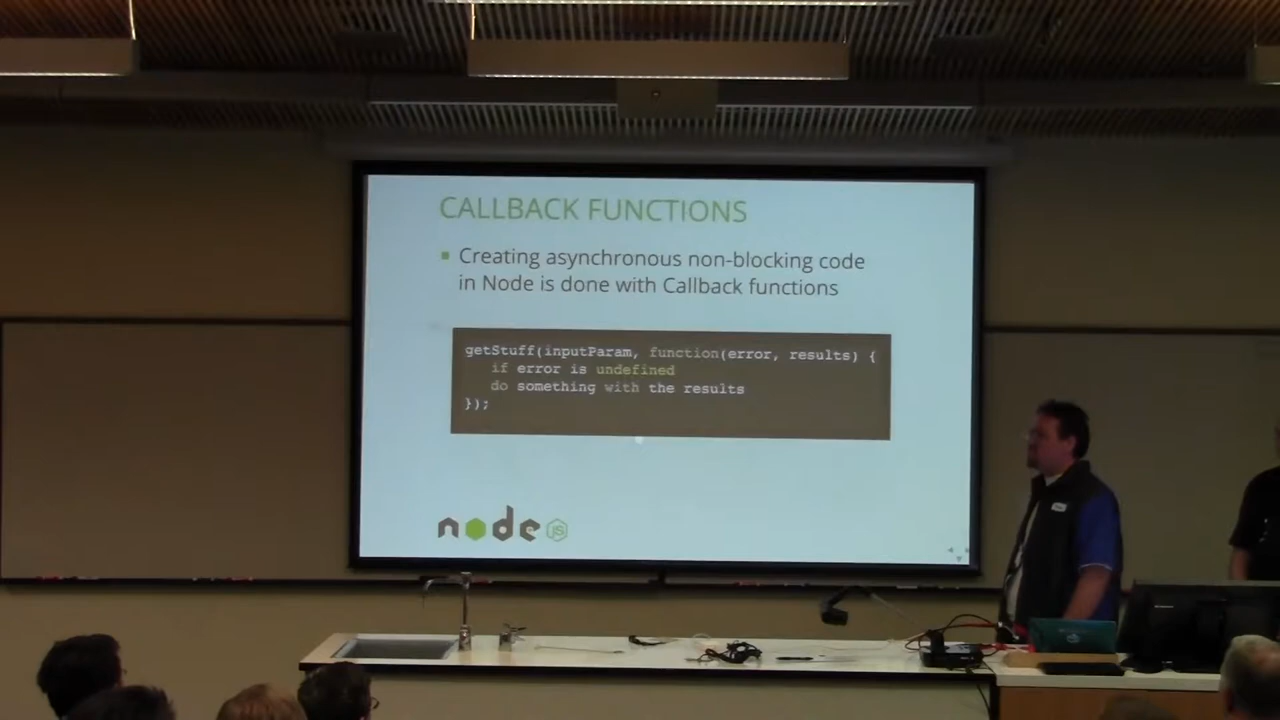 CALLBACK FUNCTIONS
Creating asynchronous non-blocking code
in Node is done with Callback functions
getStuff(inputParam, function(error, results) {
if error is undefined
do something with the results
});
node JS